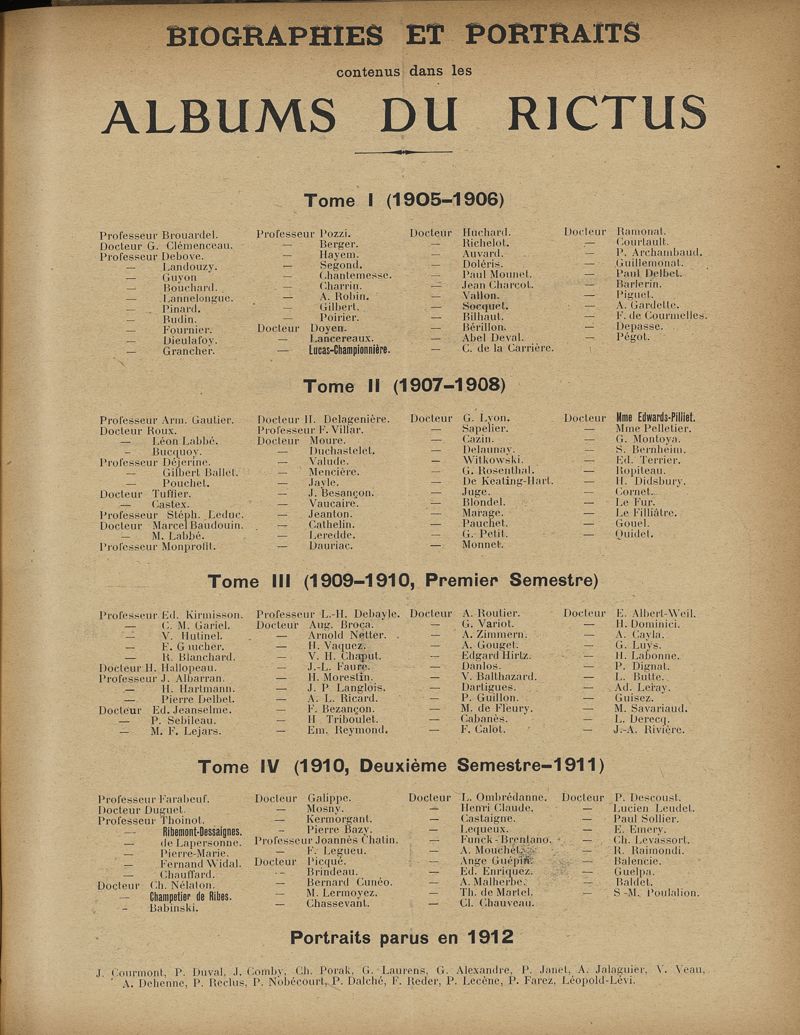 BIOGRAPHIES ET PORTRAITS
contenus dans les
ALBUMS DU RICTUS
Tome I (1905–1906)
Professeur Brouardel.
Docteur G. Clémenceau.
Professeur Debove.
— Landouzy.
— Guyon
— Bouchard.
— Lannelongue.
— Pinard.
— Budin.
— Fournier.
— Dieulafoy.
— Grancher.
Professeur Pozzi.
— Berger.
— Hayem.
— Segond.
— Chantemesse.
— Charrin.
— A. Robin.
— Gilbert.
— Poirier.
Docteur Doyen.
— Lancereaux.
— Lucas-Championnière.
Docteur Huchard.
— Richelot.
— Auvard.
— Doléris.
— Paul Mounet.
— Jean Charcot.
— Vallon.
— Socquet.
— Bilhaut.
— Bérillon.
— Abel Deval.
— C. de la Carrière.
Docteur Ramonat.
— Courtault.
— P. Archambaud.
— Guillemonat.
— Paul Delbet.
— Barlerin.
— Piguet.
— A. Gardette.
— F. de Courmelles.
— Depasse.
— Pégot.
Tome II (1907–1908)
Professeur Arm. Gautier.
Docteur Roux.
— Léon Labbé.
— Bucquoy.
Professeur Déjerine.
— Gilbert Ballet.
— Pouchet.
Docteur Tuffier.
— Castex.
Professeur Stéph. Leduc.
Docteur Marcel Baudouin.
— M. Labbé.
Professeur Monprofit.
Docteur H. Delagenière.
Professeur F. Villar.
Docteur Moure.
— Duchastelet.
— Valude.
— Mencière.
— Jayle.
— J. Besançon.
— Vaucaire.
— Jeanton.
— Cathelin.
— Leredde.
— Dauriac.
Docteur G. Lyon.
— Sapelier.
— Cazin.
— Delaunay.
— Witkowski.
— G. Rosenthal.
— De Keating-Hart.
— Juge.
— Blondel.
— Marage.
— Pauchet.
— G. Petit.
— Monnet.
Docteur Mme Edwards-Pilliet.
— Mme Pelletier.
— G. Montoya.
— S. Bernheim.
— Ed. Terrier.
— Ropiteau.
— H. Didsbury.
— Cornet.
— Le Fur.
— Le Filliâtre.
— Gouel.
— Quidet.
Tome III (1909–1910, Premier Semestre)
Professeur Ed. Kirmisson.
— C. M. Gariel.
— V. Hutinel.
— E. Gaucher.
— R. Blanchard.
Docteur H. Hallopeau.
Professeur J. Albarran.
— H. Hartmann.
— Pierre Delbet.
Docteur Ed. Jeanselme.
— P. Sebileau.
— M. F. Lejars.
Professeur L.-H. Debayle.
Docteur Aug. Broca.
— Arnold Netter.
— H. Vaquez.
— V. H. Chaput.
— J.-L. Faure.
— H. Morestin.
— J. P Langlois.
— A. L. Ricard.
— F. Bezançon.
— H Triboulet.
— Em. Reymond.
Docteur A. Routier.
— G. Variot.
— A. Zimmern.
— A. Gouget.
— Edgard Hirtz.
— Danlos.
— V. Balthazard.
— Dartigues.
— P. Guillon.
— M. de Fleury.
— Cabanès.
— F. Calot.
Docteur E. Albert-Weil.
— H. Dominici.
— A. Cayla.
— G. Luys.
— H. Labonne.
— P. Dignat.
— L. Butte.
— Ad. Leray.
— Guisez.
— M. Savariaud.
— L. Derecq.
— J.-A. Rivière.
Tome IV (1910, Deuxième Semestre–1911)
Professeur Farabeuf.
Docteur Duguet.
Professeur Thoinot.
— Ribemont-Dessaignes.
— de Lapersonne.
— Pierre-Marie.
— Fernand Widal.
— Chauffard.
Docteur Ch. Nélaton.
— Champetier de Ribes.
— Babinski.
Docteur Galippe.
— Mosny.
— Kermorgant.
— Pierre Bazy.
Professeur Joannès Chatin.
— F. Legueu.
Docteur Picqué.
— Brindeau.
— Bernard Cunéo.
— M. Lermoyez.
— Chassevant.
Docteur L. Ombrédanne.
— Henri Claude.
— Castaigne.
— Lequeux.
— Funck-Brentano.
— A. Mouchet.
— Ange Guépin.
— Ed. Enriquez.
— A. Malherbe.
— Th. de Martel.
— Cl. Chauveau.
Docteur P. Descoust.
— Lucien Leudet.
— Paul Sollier.
— E. Emery.
— Ch. Levassort.
— R. Raimondi.
— Balencie.
— Guelpa.
— Baldet.
— S -M. Poulalion.
Portraits parus en 1912
J. Courmont, P. Duval, J. Comby, Ch. Porak, G. Laurens, G. Alexandre, P. Janet, A. Jalaguier, V. Veau,
A. Dehenne, P. Reclus, P. Nobécourt, P. Dalché, F. Reder, P. Lecène, P. Farez, Léopold-Lévi.